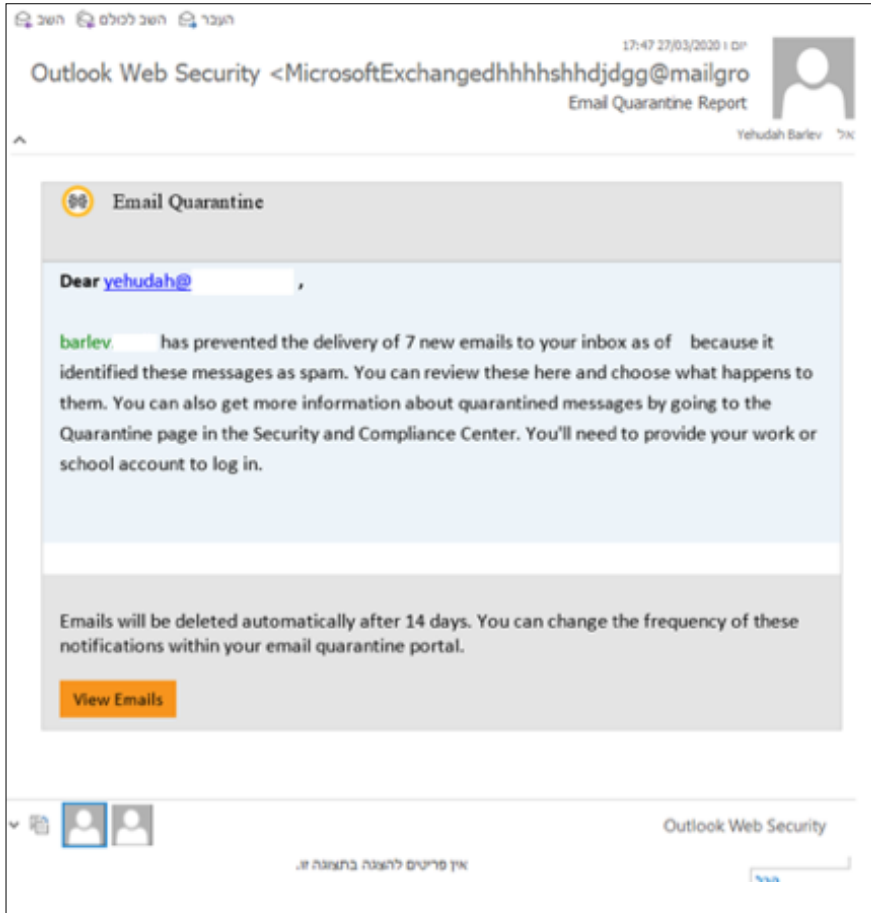 השב השב לכולם העבר
יום ו 27/03/2020 17:47
Outlook Web Security <MicrosoftExchangedhhhhshhdjdgg@mailgro
Email Quarantine Report
אל Yehudah Barlev
Email Quarantine
Dear yehudah@ ,
barlev. has prevented the delivery of 7 new emails to your inbox as of because it
identified these messages as spam. You can review these here and choose what happens to
them. You can also get more information about quarantined messages by going to the
Quarantine page in the Security and Compliance Center. You'll need to provide your work or
school account to log in.
Emails will be deleted automatically after 14 days. You can change the frequency of these
notifications within your email quarantine portal.
View Emails
Outlook Web Security
אין פריטים להצגה בתצוגה זו.